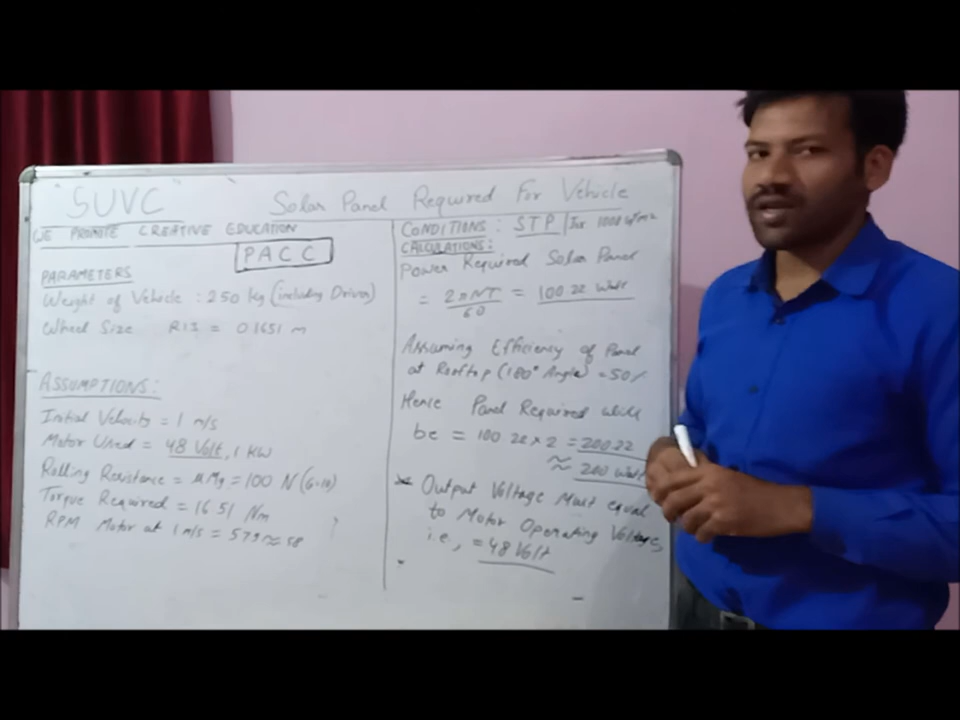 "SUVC"
Solar Panel Required For Vehicle
WE PROMOTE CREATIVE EDUCATION
PACC
PARAMETERS
Weight of Vehicle : 250 kg (including Driver)
Wheel Size R13 = 0.1651 m
ASSUMPTIONS:
Initial Velocity = 1 m/s
Motor Used = 48 Volt, 1 KW
Rolling Resistance = μMg = 100 N
Torque Required = 16.51 Nm
RPM Motor at 1 m/s = 57.9 ≈ 58
CONDITIONS : STP / for 1000 W/m2
CALCULATIONS:
Power Required Solar Panel
= 2πNT/60 = 100.22 Watt
Assuming Efficiency of Panel
at Rooftop (180° Angle) = 50%
Hence Panel Required will
be = 100.22 x 2 = 200.22
≈ 200 Watt
* Output Voltage Must equal
to Motor Operating Voltage,
i.e., = 48 Volt